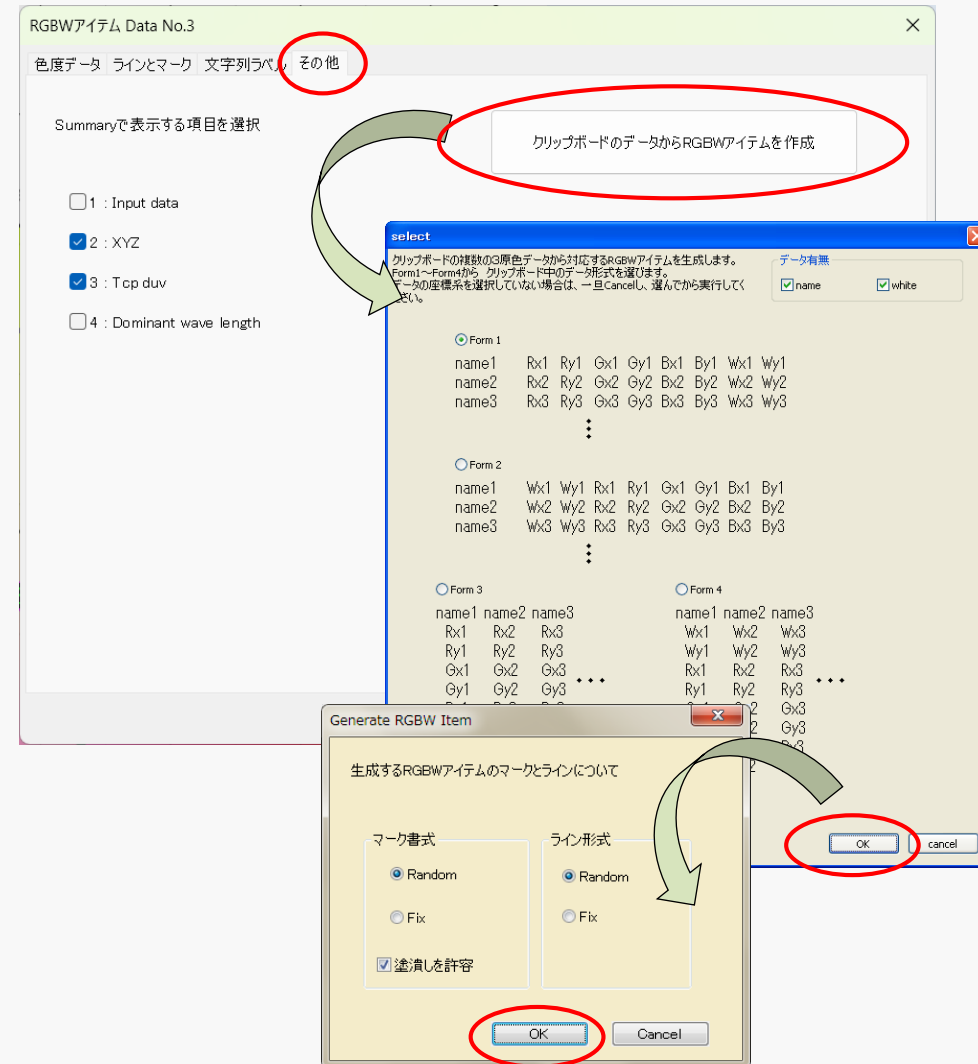 RGBWアイテム Data No.3
色度データ ラインとマーク 文字列ラベル その他
Summaryで表示する項目を選択
クリップボードのデータからRGBWアイテムを作成
1 : Input data
2 : XYZ
3 : Tcp duv
4 : Dominant wave length
select
クリップボードの複数の3原色データから対応するRGBWアイテムを生成します。
Form1～Form4から クリップボード中のデータ形式を選びます。
データの座標系を選択していない場合は、一旦Cancelし、選んでから実行してく
ださい。
データ有無
name white
Form 1
name1 Rx1 Ry1 Gx1 Gy1 Bx1 By1 Wx1 Wy1
name2 Rx2 Ry2 Gx2 Gy2 Bx2 By2 Wx2 Wy2
name3 Rx3 Ry3 Gx3 Gy3 Bx3 By3 Wx3 Wy3
Form 2
name1 Wx1 Wy1 Rx1 Ry1 Gx1 Gy1 Bx1 By1
name2 Wx2 Wy2 Rx2 Ry2 Gx2 Gy2 Bx2 By2
name3 Wx3 Wy3 Rx3 Ry3 Gx3 Gy3 Bx3 By3
Form 3
name1 name2 name3
Rx1 Rx2 Rx3
Ry1 Ry2 Ry3
Gx1 Gx2 Gx3
Gy1 Gy2 Gy3
Form 4
name1 name2 name3
Wx1 Wx2 Wx3
Wy1 Wy2 Wy3
Rx1 Rx2 Rx3
Ry1 Ry2 Ry3
Gx3
Gy3
OK cancel
Generate RGBW Item
生成するRGBWアイテムのマークとラインについて
マーク書式
Random
Fix
塗潰しを許容
ライン形式
Random
Fix
OK Cancel